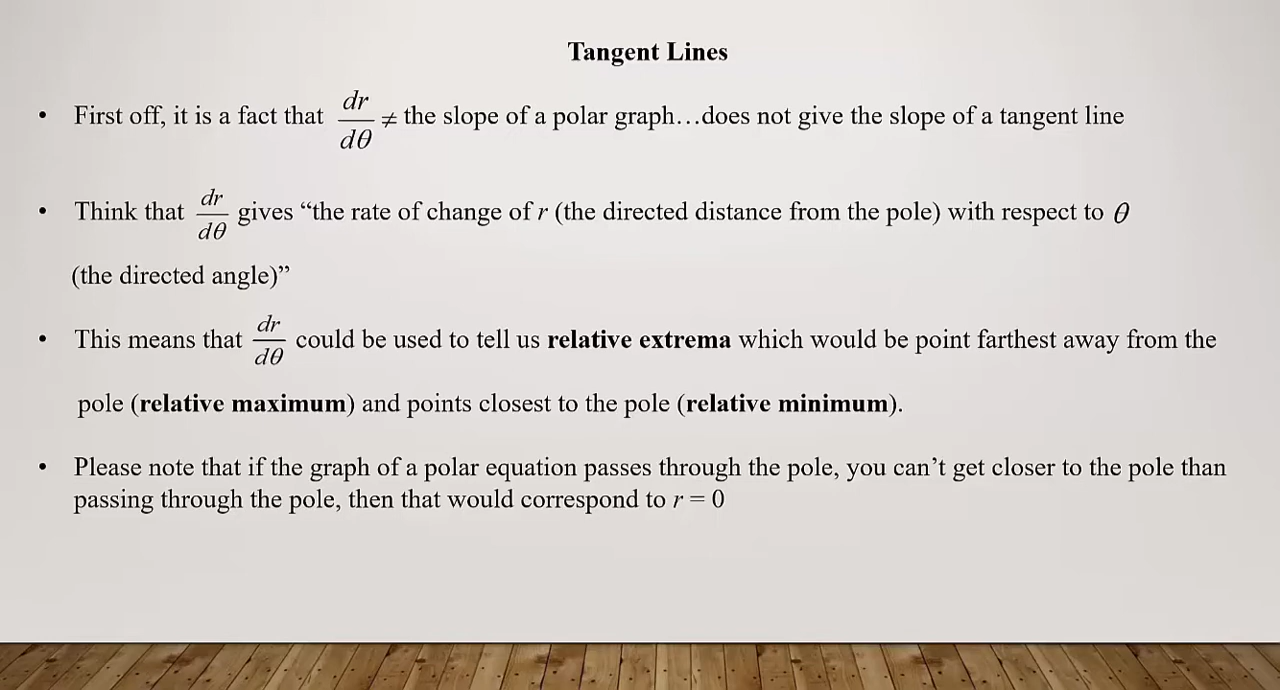 Tangent Lines
• First off, it is a fact that dr/dθ ≠ the slope of a polar graph…does not give the slope of a tangent line
• Think that dr/dθ gives “the rate of change of r (the directed distance from the pole) with respect to θ
(the directed angle)”
• This means that dr/dθ could be used to tell us relative extrema which would be point farthest away from the
pole (relative maximum) and points closest to the pole (relative minimum).
• Please note that if the graph of a polar equation passes through the pole, you can’t get closer to the pole than
passing through the pole, then that would correspond to r = 0